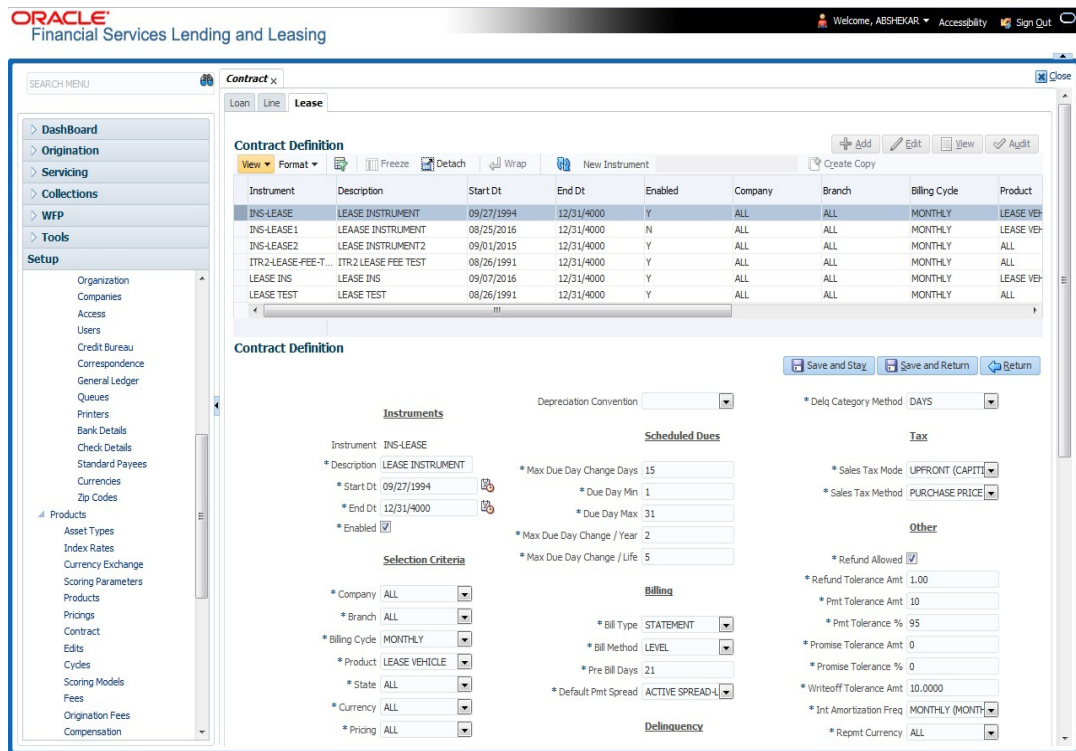 ORACLE
Financial Services Lending and Leasing
Welcome, ABSHEKAR Accessibility Sign Out
SEARCH MENU
Contract x
Close
Loan Line Lease
DashBoard
Origination
Servicing
Collections
WFP
Tools
Setup
Organization
Companies
Access
Users
Credit Bureau
Correspondence
General Ledger
Queues
Printers
Bank Details
Check Details
Standard Payees
Currencies
Zip Codes
Products
Asset Types
Index Rates
Currency Exchange
Scoring Parameters
Products
Pricings
Contract
Edits
Cycles
Scoring Models
Fees
Origination Fees
Compensation
Contract Definition
Add Edit View Audit
View Format Freeze Detach Wrap New Instrument Create Copy
Instrument Description Start Dt End Dt Enabled Company Branch Billing Cycle Product
INS-LEASE LEASE INSTRUMENT 09/27/1994 12/31/4000 Y ALL ALL MONTHLY LEASE VEH
INS-LEASE1 LEAASE INSTRUMENT 08/25/2016 12/31/4000 N ALL ALL MONTHLY LEASE VEH
INS-LEASE2 LEASE INSTRUMENT2 09/01/2015 12/31/4000 Y ALL ALL MONTHLY ALL
ITR2-LEASE-FEE-T... ITR2 LEASE FEE TEST 08/26/1991 12/31/4000 Y ALL ALL MONTHLY ALL
LEASE INS LEASE INS 09/07/2016 12/31/4000 Y ALL ALL MONTHLY LEASE VEH
LEASE TEST LEASE TEST 08/26/1991 12/31/4000 Y ALL ALL MONTHLY ALL
Contract Definition
Save and Stay Save and Return Return
Instruments
Instrument INS-LEASE
* Description LEASE INSTRUMENT
* Start Dt 09/27/1994
* End Dt 12/31/4000
* Enabled
Selection Criteria
* Company ALL
* Branch ALL
* Billing Cycle MONTHLY
* Product LEASE VEHICLE
* State ALL
* Currency ALL
* Pricing ALL
Depreciation Convention
Scheduled Dues
* Max Due Day Change Days 15
* Due Day Min 1
* Due Day Max 31
* Max Due Day Change / Year 2
* Max Due Day Change / Life 5
Billing
* Bill Type STATEMENT
* Bill Method LEVEL
* Pre Bill Days 21
* Default Pmt Spread ACTIVE SPREAD-L
Delinquency
* Delq Category Method DAYS
Tax
* Sales Tax Mode UPFRONT (CAPITI
* Sales Tax Method PURCHASE PRICE
Other
* Refund Allowed
* Refund Tolerance Amt 1.00
* Pmt Tolerance Amt 10
* Pmt Tolerance % 95
* Promise Tolerance Amt 0
* Promise Tolerance % 0
* Writeoff Tolerance Amt 10.0000
* Int Amortization Freq MONTHLY (MONTH
* Repmt Currency ALL